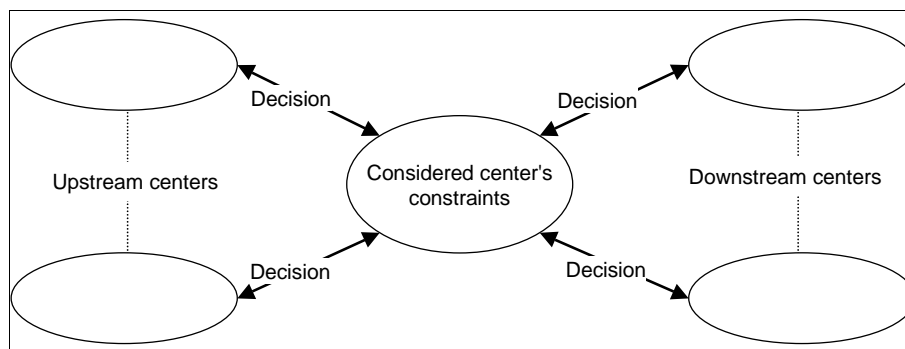 Decision
Decision
Considered center's
constraints
Upstream centers
Downstream centers
Decision
Decision